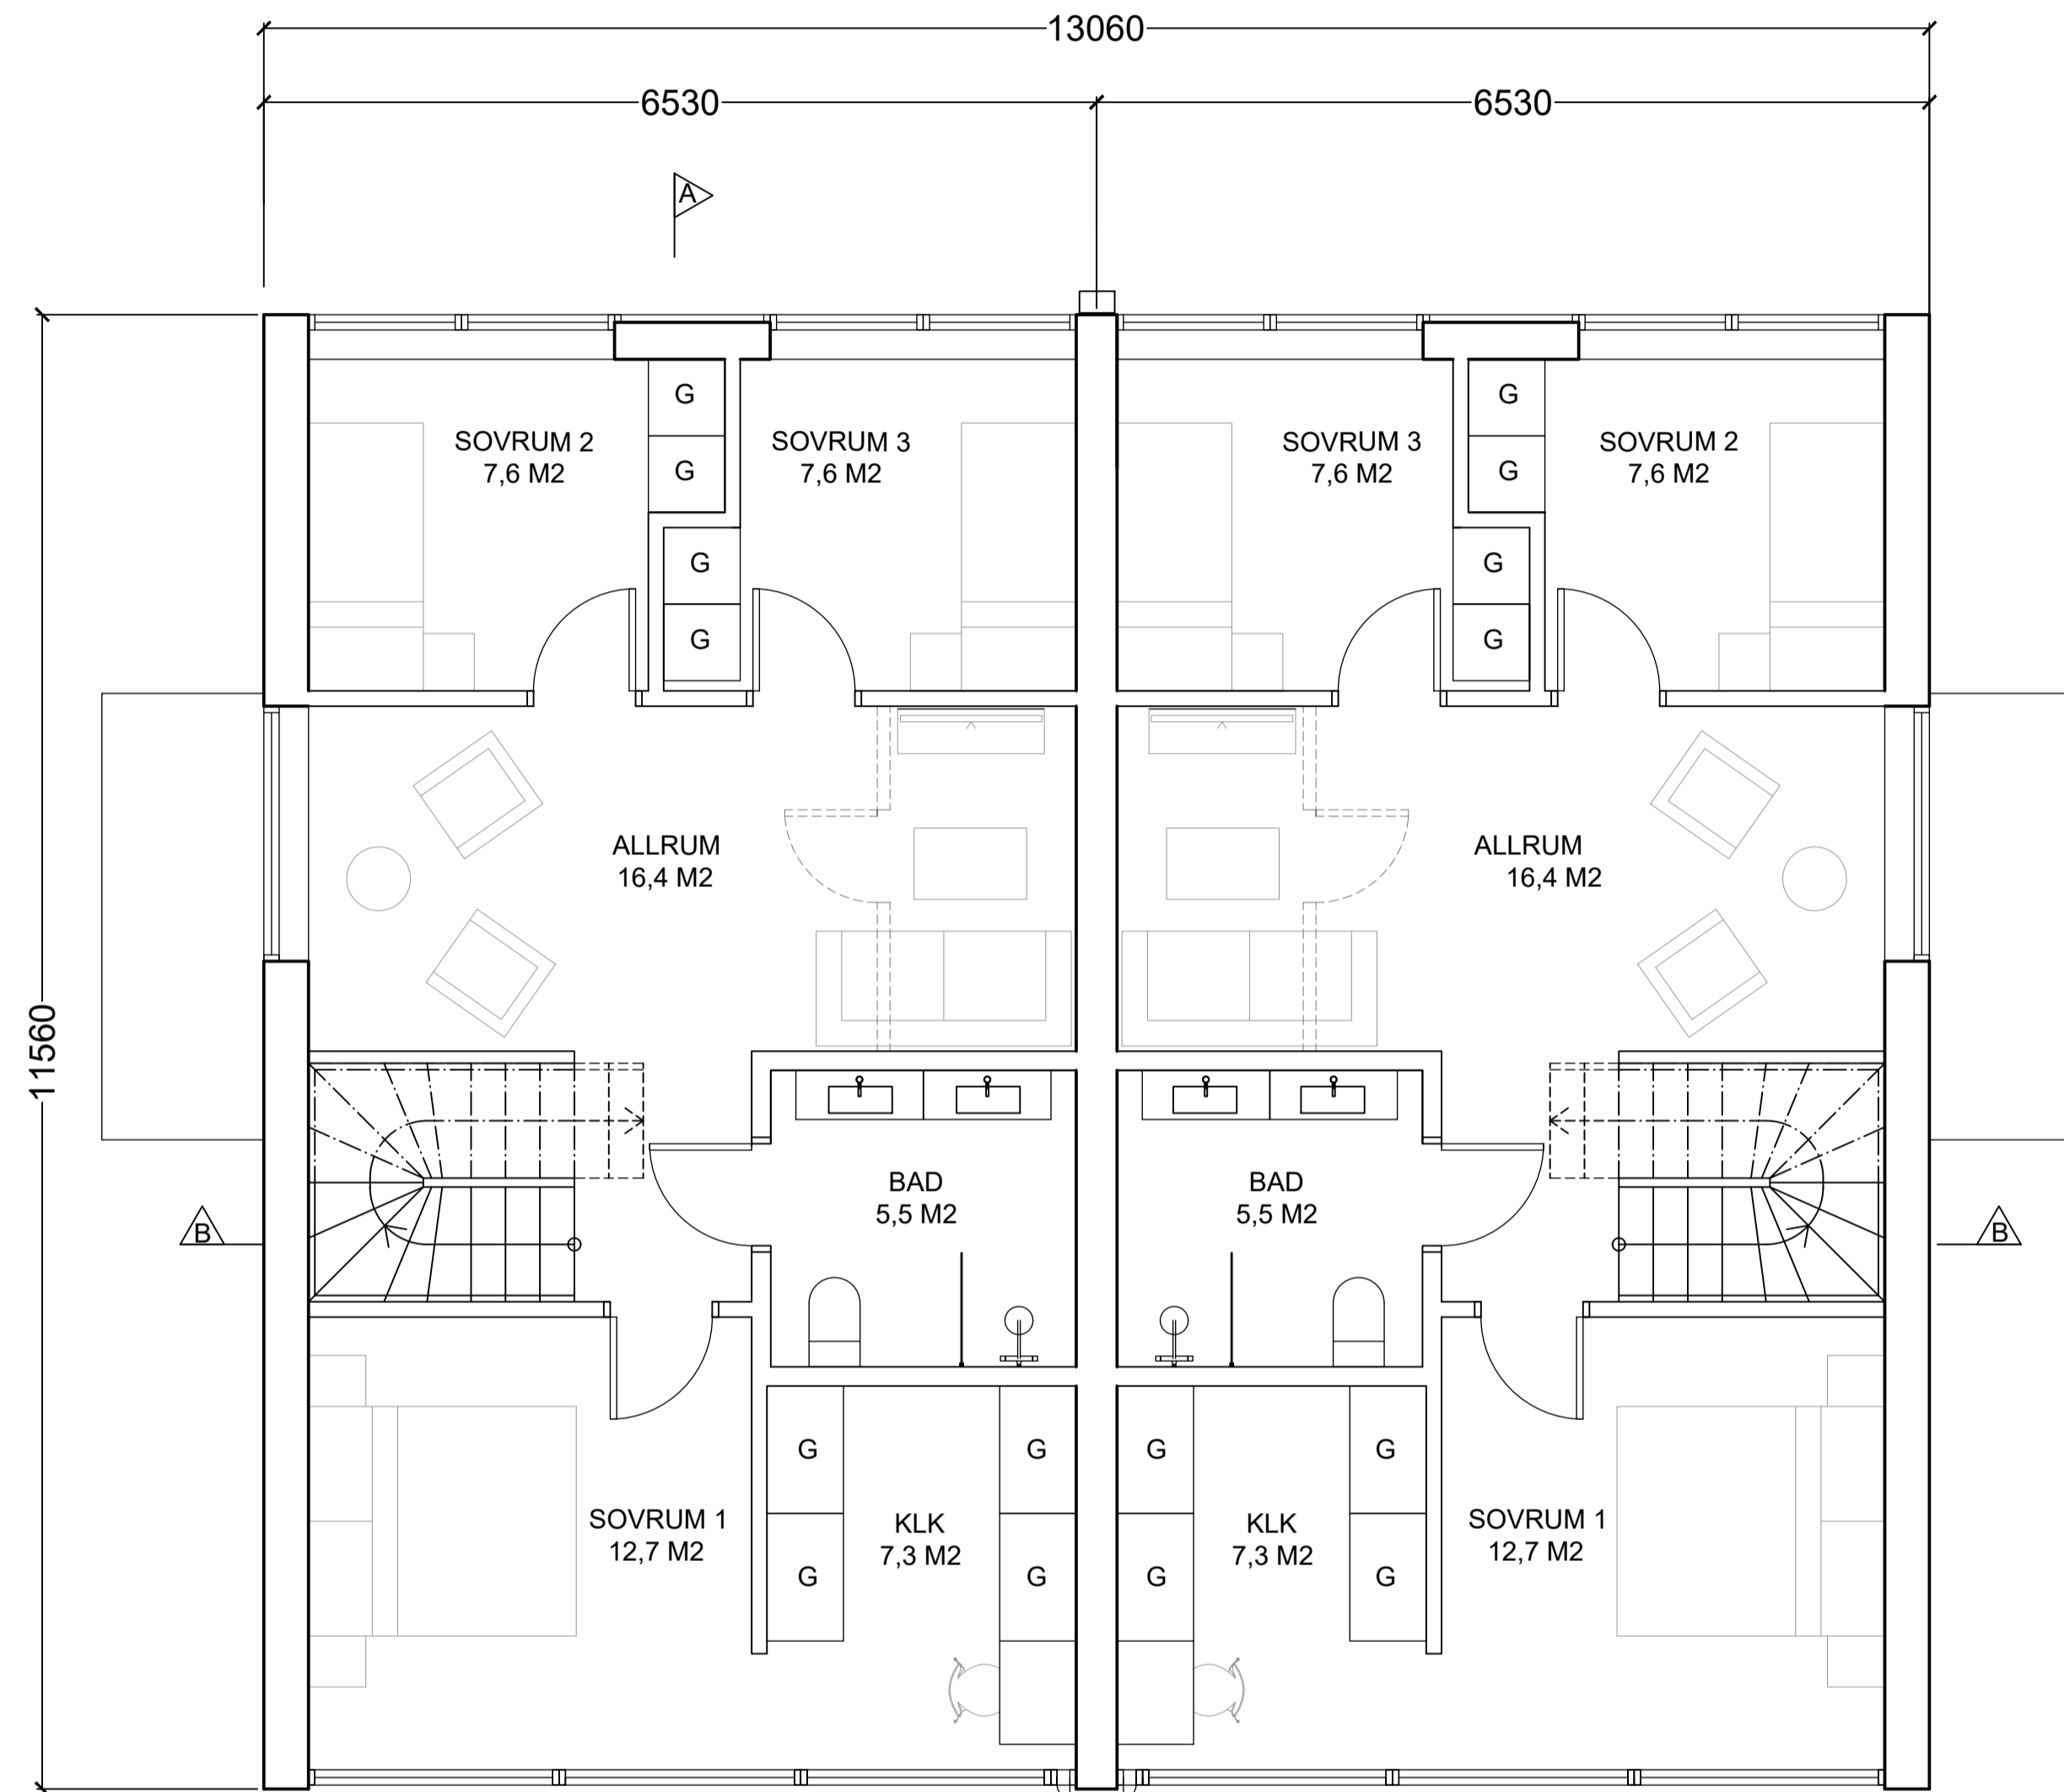 13060
6530 6530
A
G G
SOVRUM 2 SOVRUM 3 SOVRUM 3 SOVRUM 2
7,6 M2 7,6 M2 7,6 M2 7,6 M2
G G
G G
G G
ALLRUM ALLRUM
16,4 M2 16,4 M2
11560
BAD BAD
5,5 M2 5,5 M2
B B
G G G G
SOVRUM 1 KLK KLK SOVRUM 1
12,7 M2 7,3 M2 7,3 M2 12,7 M2
G G G G